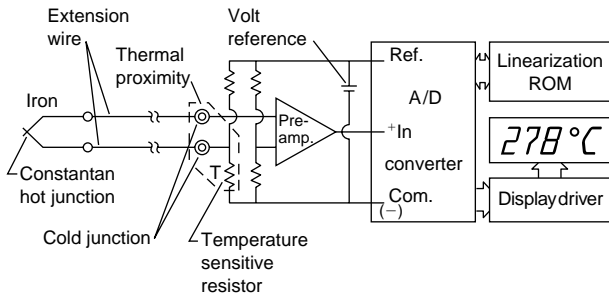 Extension
wire
Volt
reference
Thermal
proximity
Iron
Constantan
hot junction
Cold junction
T
Temperature
sensitive
resistor
Pre-
amp.
Ref.
A/D
+In
converter
Com.
(−)
Linearization
ROM
278°C
Display driver